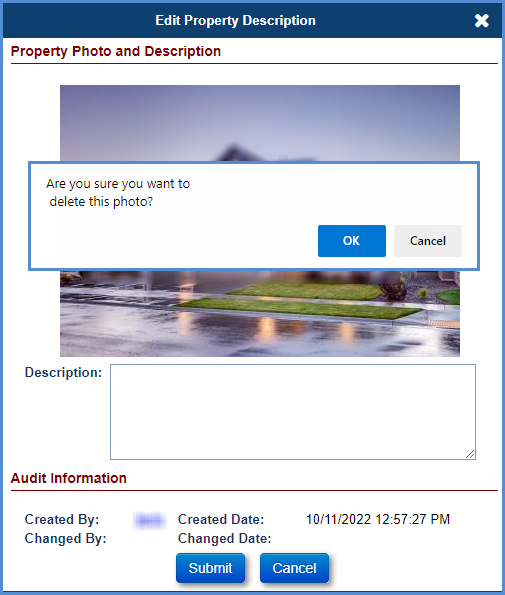 Edit Property Description
Property Photo and Description
Are you sure you want to
delete this photo?
OK Cancel
Description:
Audit Information
Created By: Created Date: 10/11/2022 12:57:27 PM
Changed By: Changed Date:
Submit Cancel